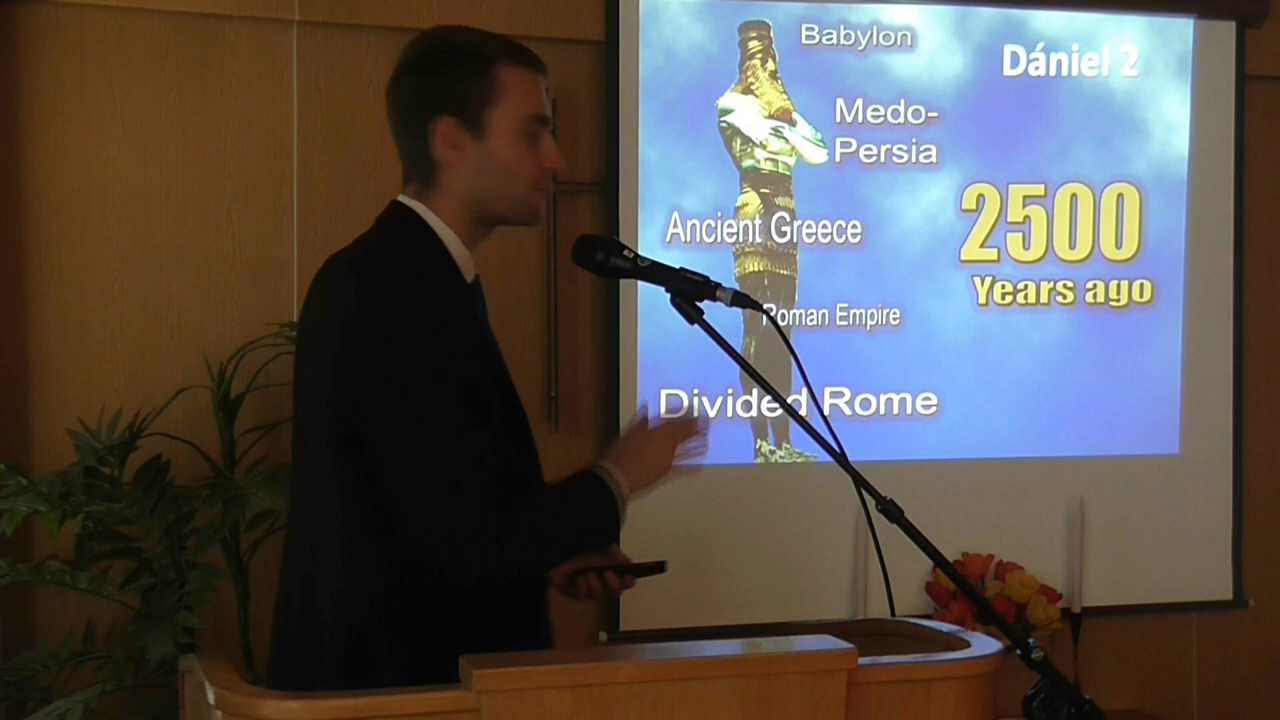 Babylon
Dániel 2
Medo-
Persia
2500
Years ago
Ancient Greece
Roman Empire
Divided Rome